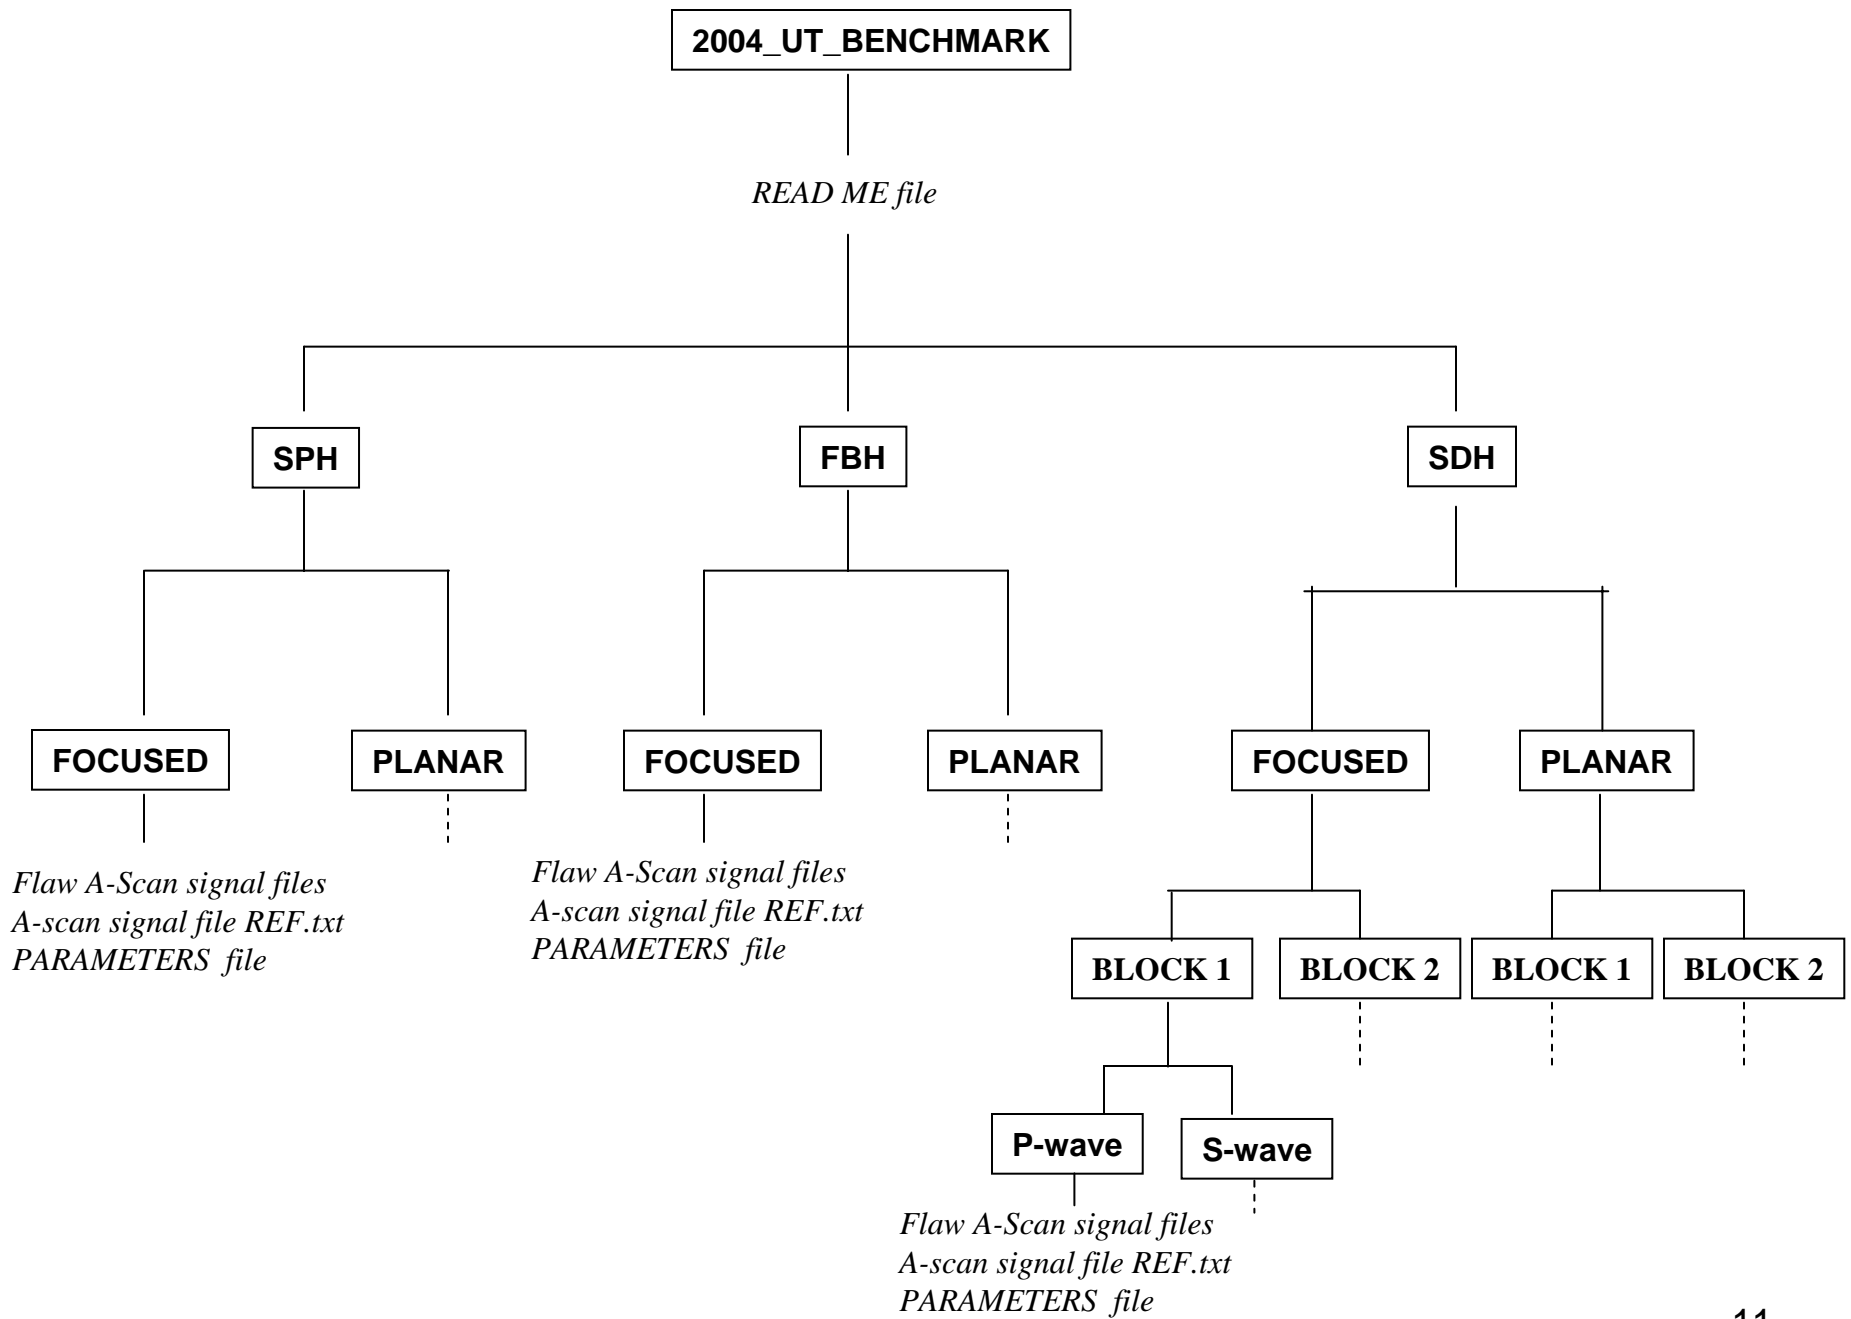 2004_UT_BENCHMARK
READ ME file
SPH
FBH
SDH
FOCUSED
PLANAR
FOCUSED
PLANAR
FOCUSED
PLANAR
Flaw A-Scan signal files
A-scan signal file REF.txt
PARAMETERS file
Flaw A-Scan signal files
A-scan signal file REF.txt
PARAMETERS file
BLOCK 1
BLOCK 2
BLOCK 1
BLOCK 2
P-wave
S-wave
Flaw A-Scan signal files
A-scan signal file REF.txt
PARAMETERS file